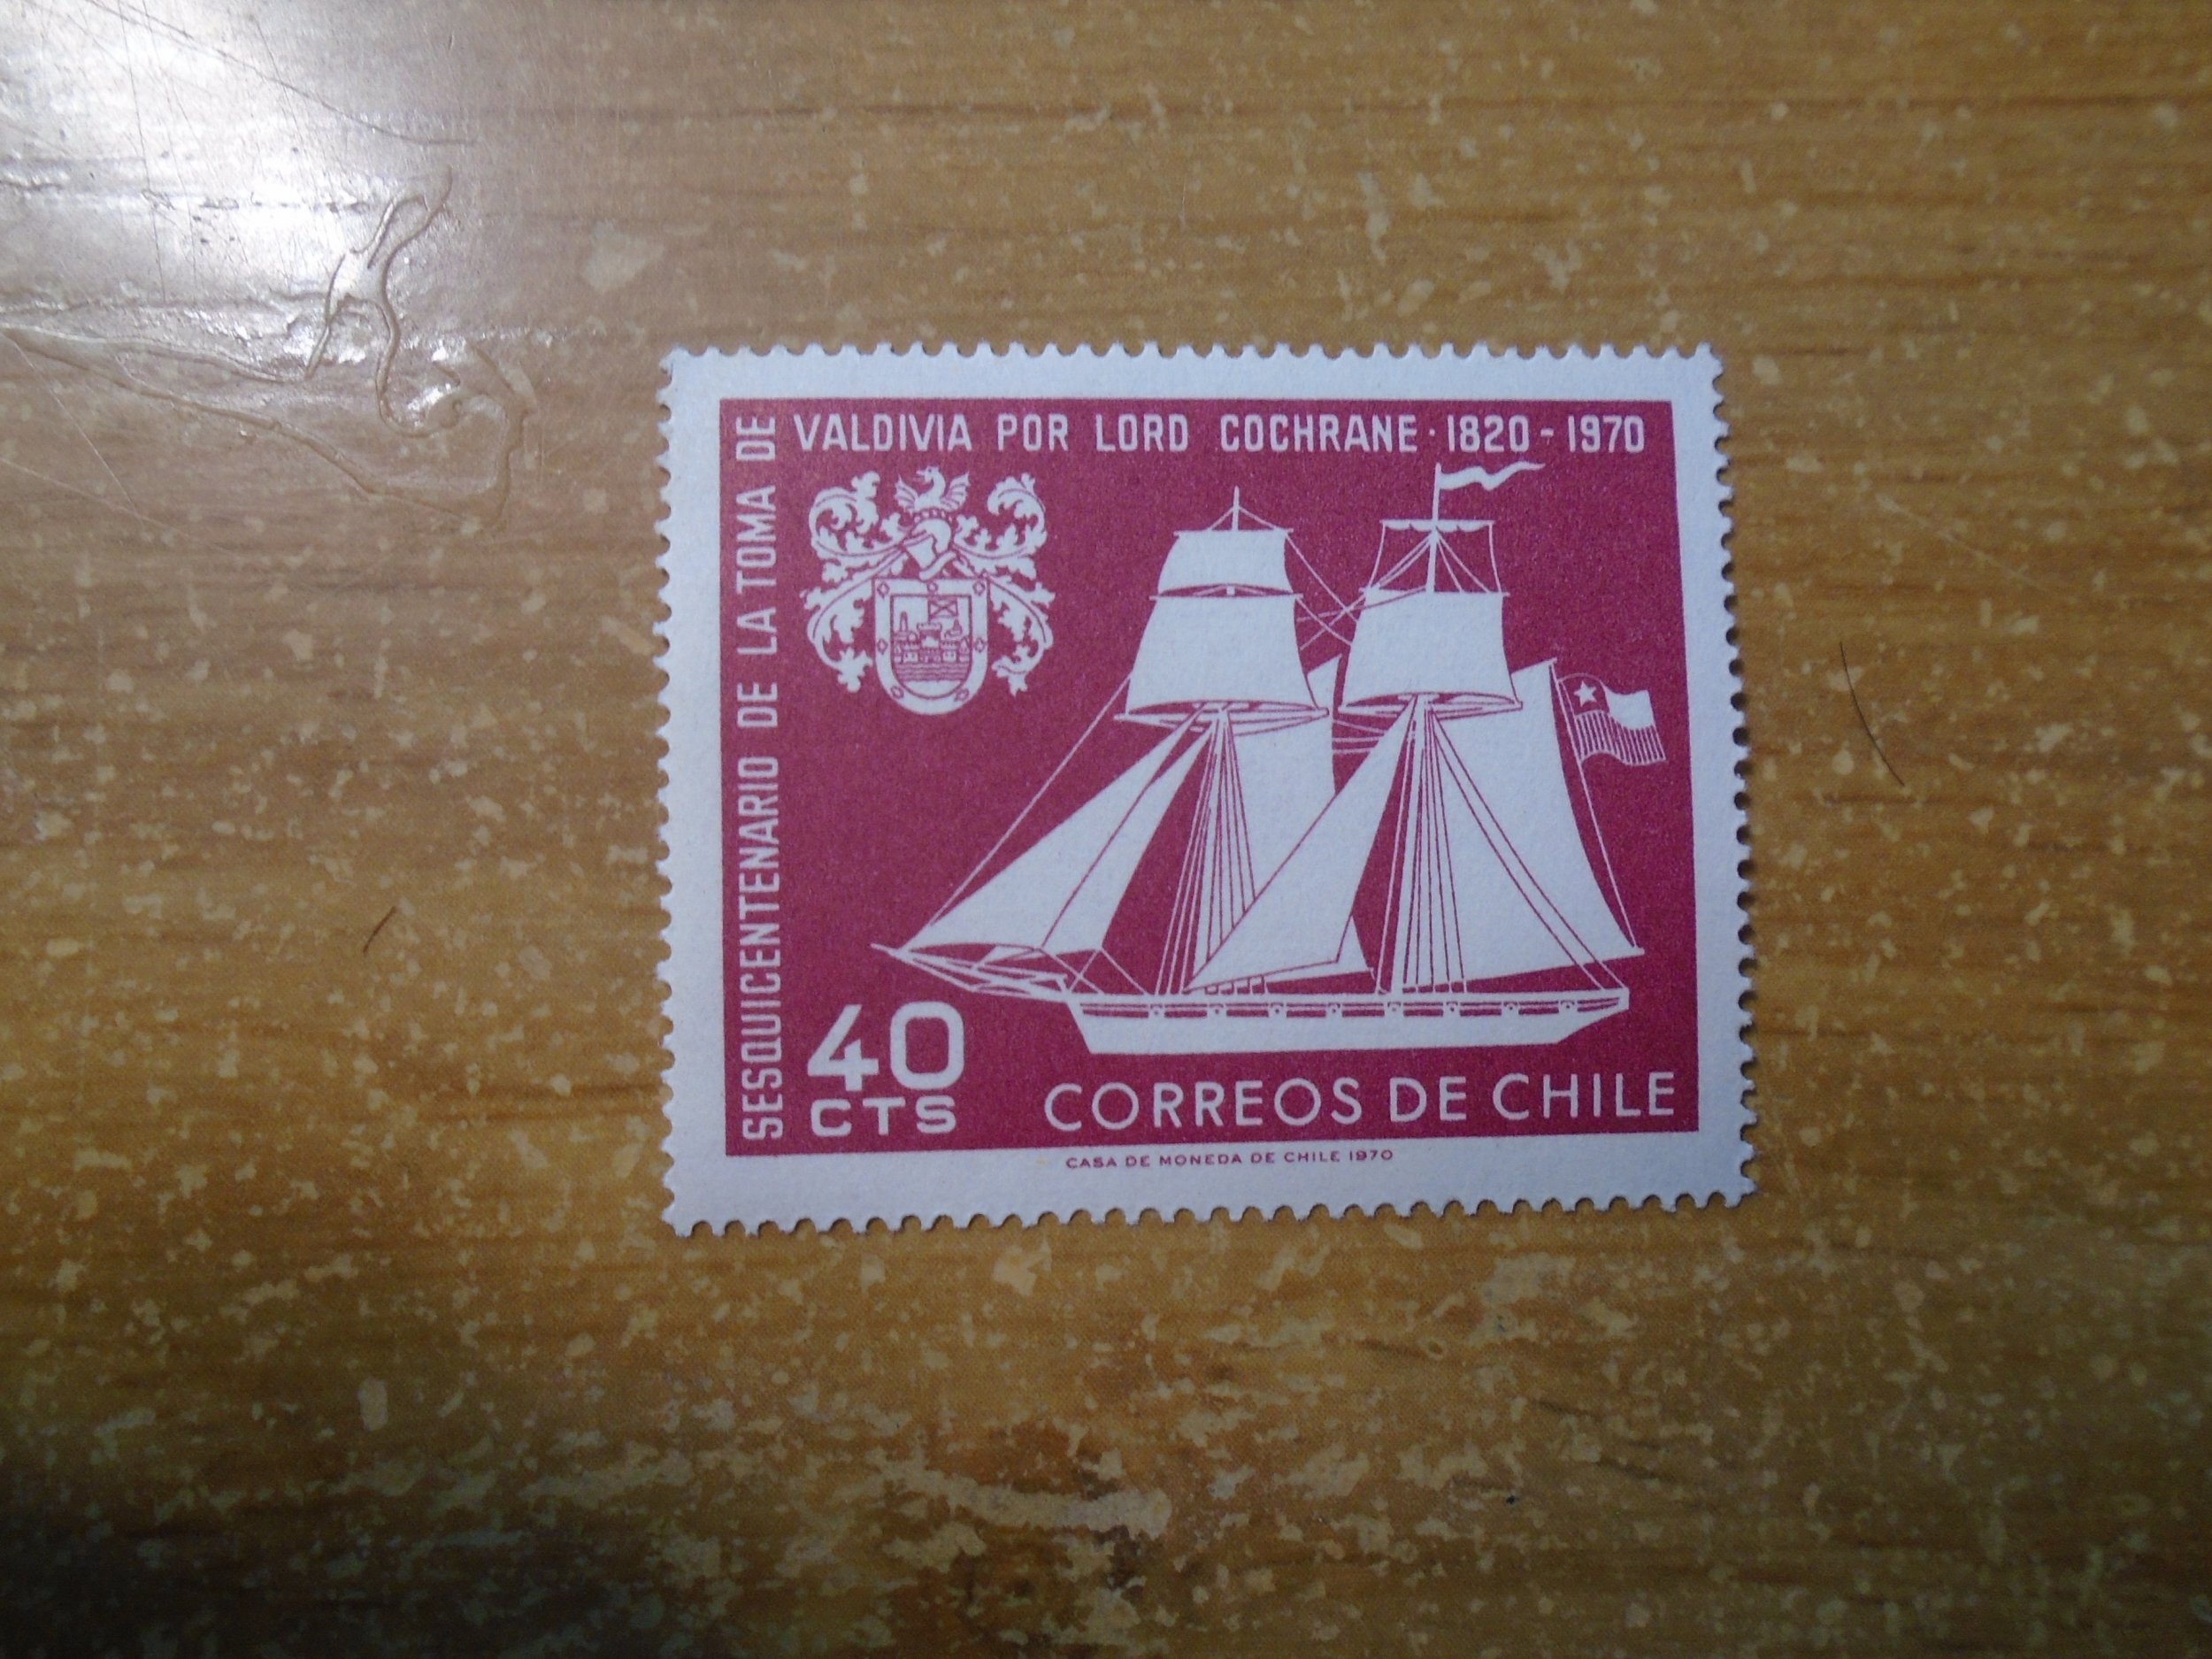 SESQUICENTENARIO DE LA TOMA DE
VALDIVIA POR LORD COCHRANE · 1820 - 1970
40
CTS
CORREOS DE CHILE
CASA DE MONEDA DE CHILE 1970